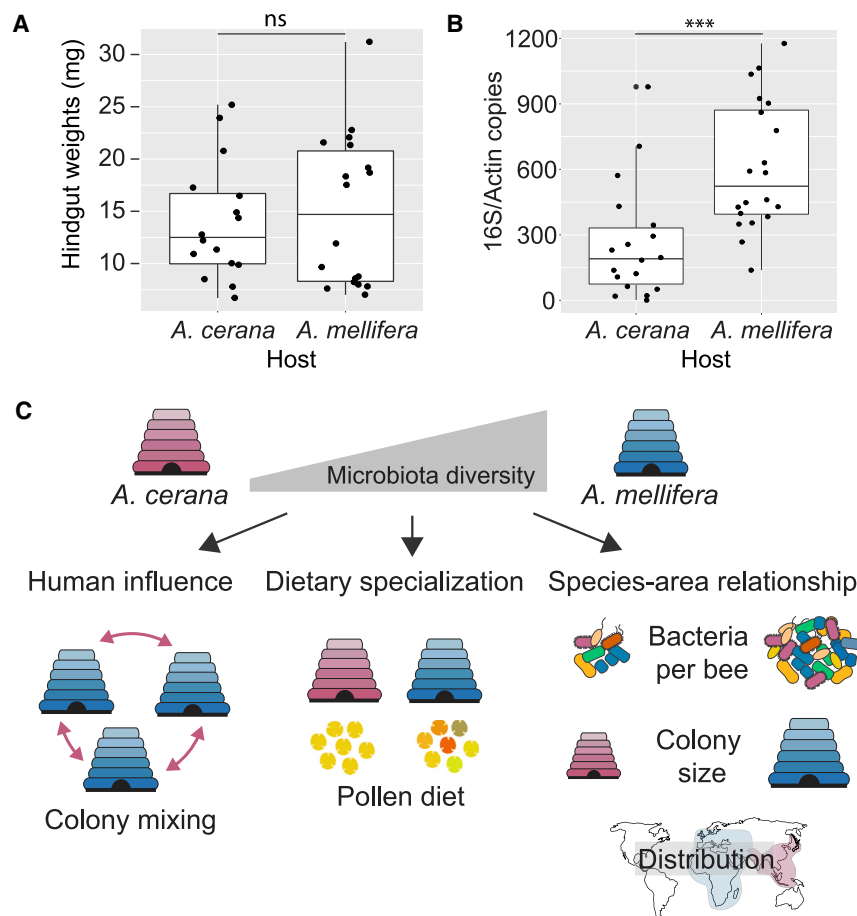 A
ns
Hindgut weights (mg)
30
25
20
15
10
A. cerana
A. mellifera
Host
B
***
16S/Actin copies
1200
900
600
300
0
A. cerana
A. mellifera
Host
C
Microbiota diversity
A. cerana
A. mellifera
Human influence
Dietary specialization
Species-area relationship
Bacteria
per bee
Colony
size
Colony mixing
Pollen diet
Distribution